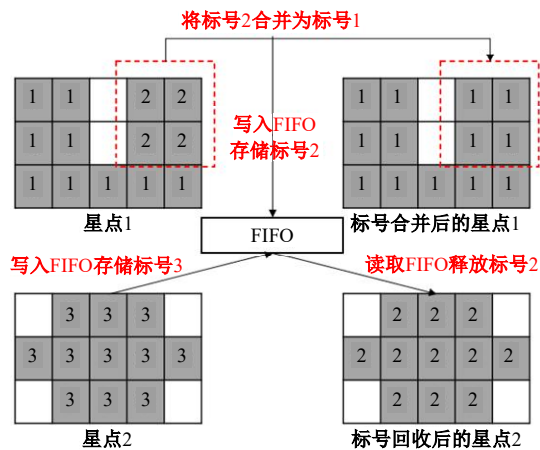 将标号2合并为标号1
1 1 2 2
1 1 2 2
1 1 1 1 1
星点1
写入FIFO
存储标号2
1 1 1 1
1 1 1 1
1 1 1 1 1
标号合并后的星点1
FIFO
写入FIFO存储标号3
读取FIFO释放标号2
3 3 3
3 3 3 3 3
3 3 3
星点2
2 2 2
2 2 2 2 2
2 2 2
标号回收后的星点2